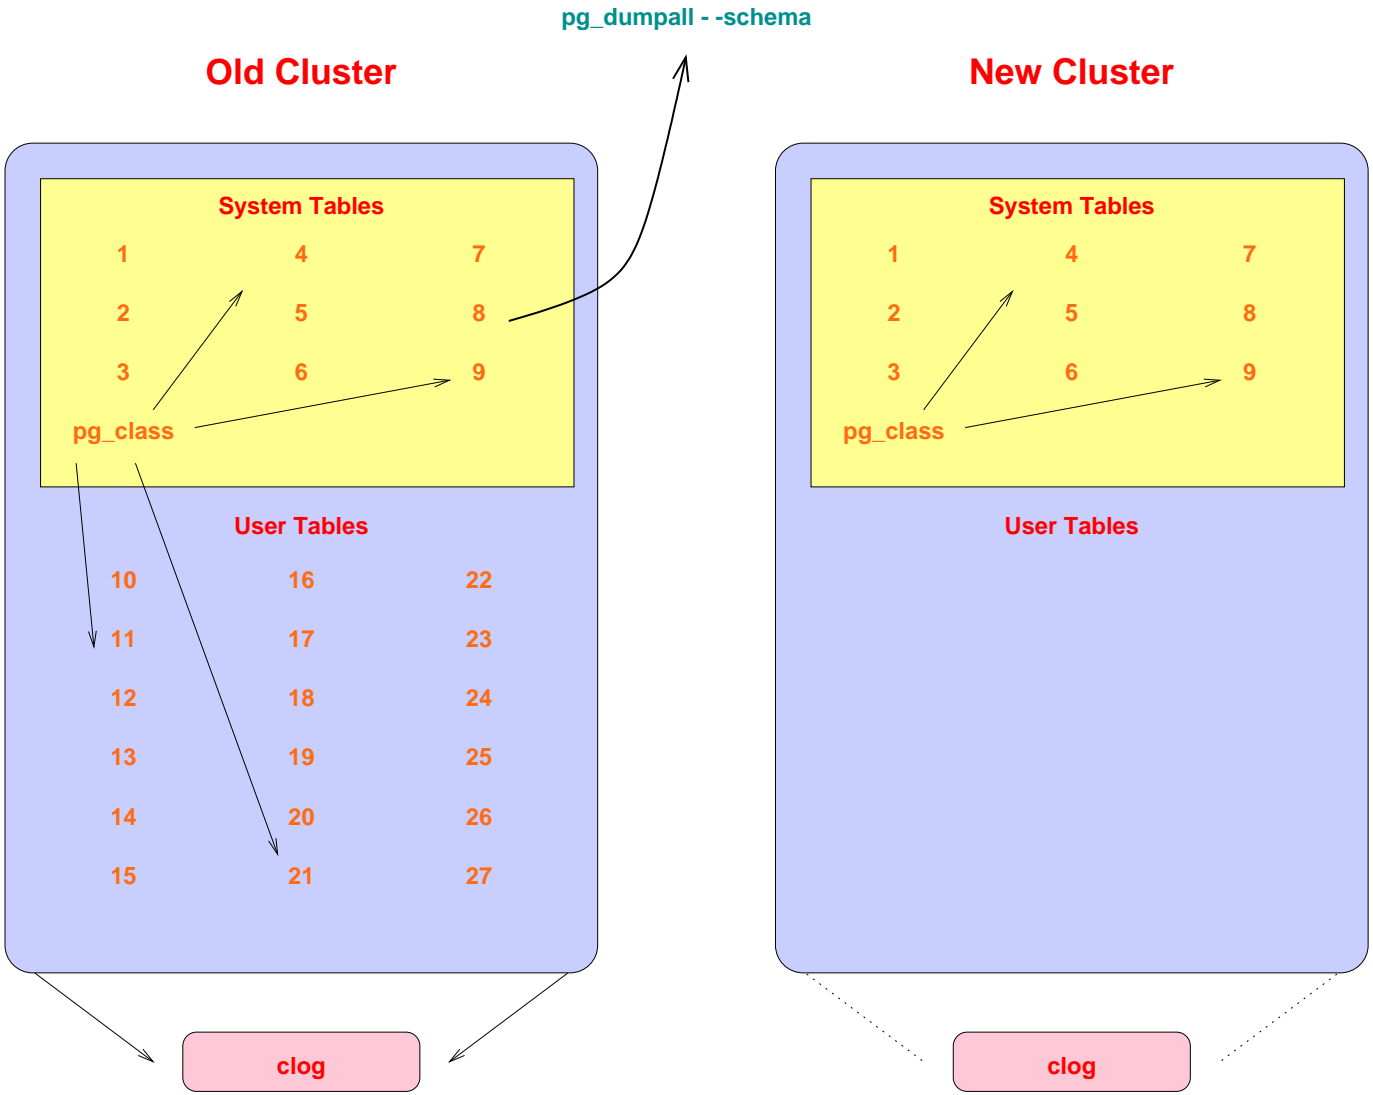 pg_dumpall - -schema
Old Cluster
New Cluster
System Tables
1 4 7
2 5 8
3 6 9
pg_class
User Tables
10 16 22
11 17 23
12 18 24
13 19 25
14 20 26
15 21 27
clog
System Tables
1 4 7
2 5 8
3 6 9
pg_class
User Tables
clog